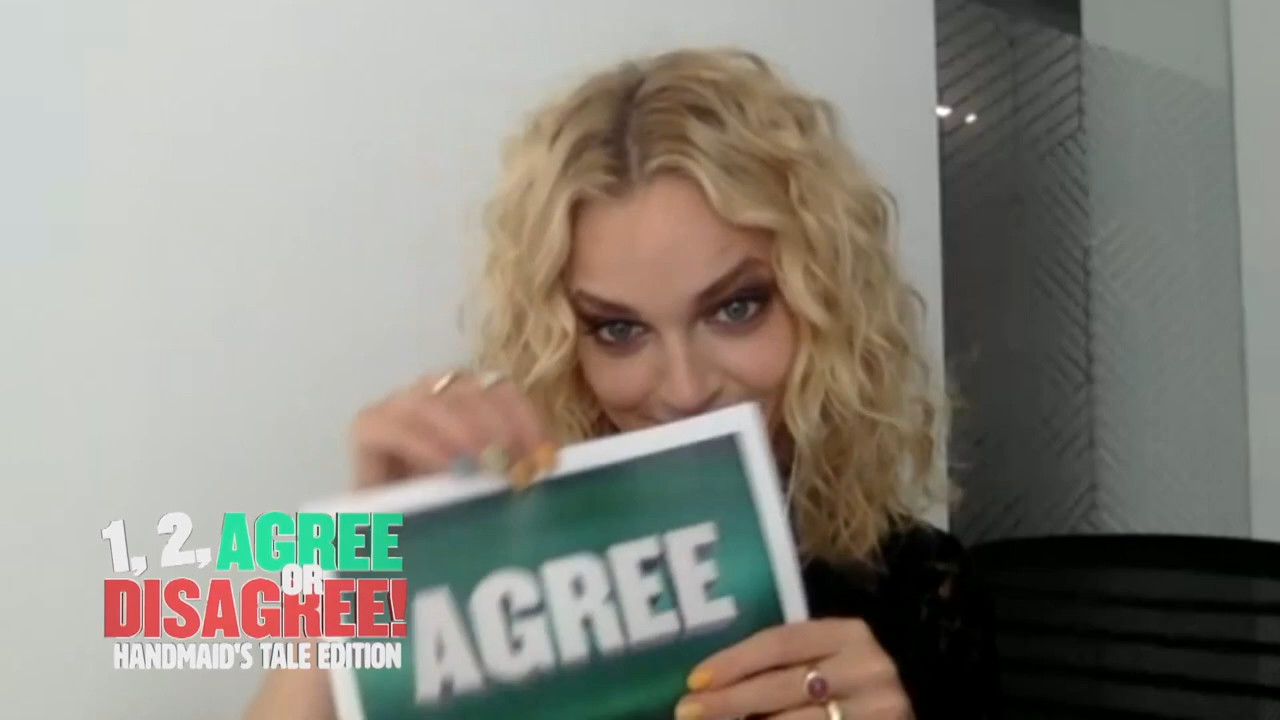 1, 2, AGREE
OR
DISAGREE!
HANDMAID'S TALE EDITION
AGREE